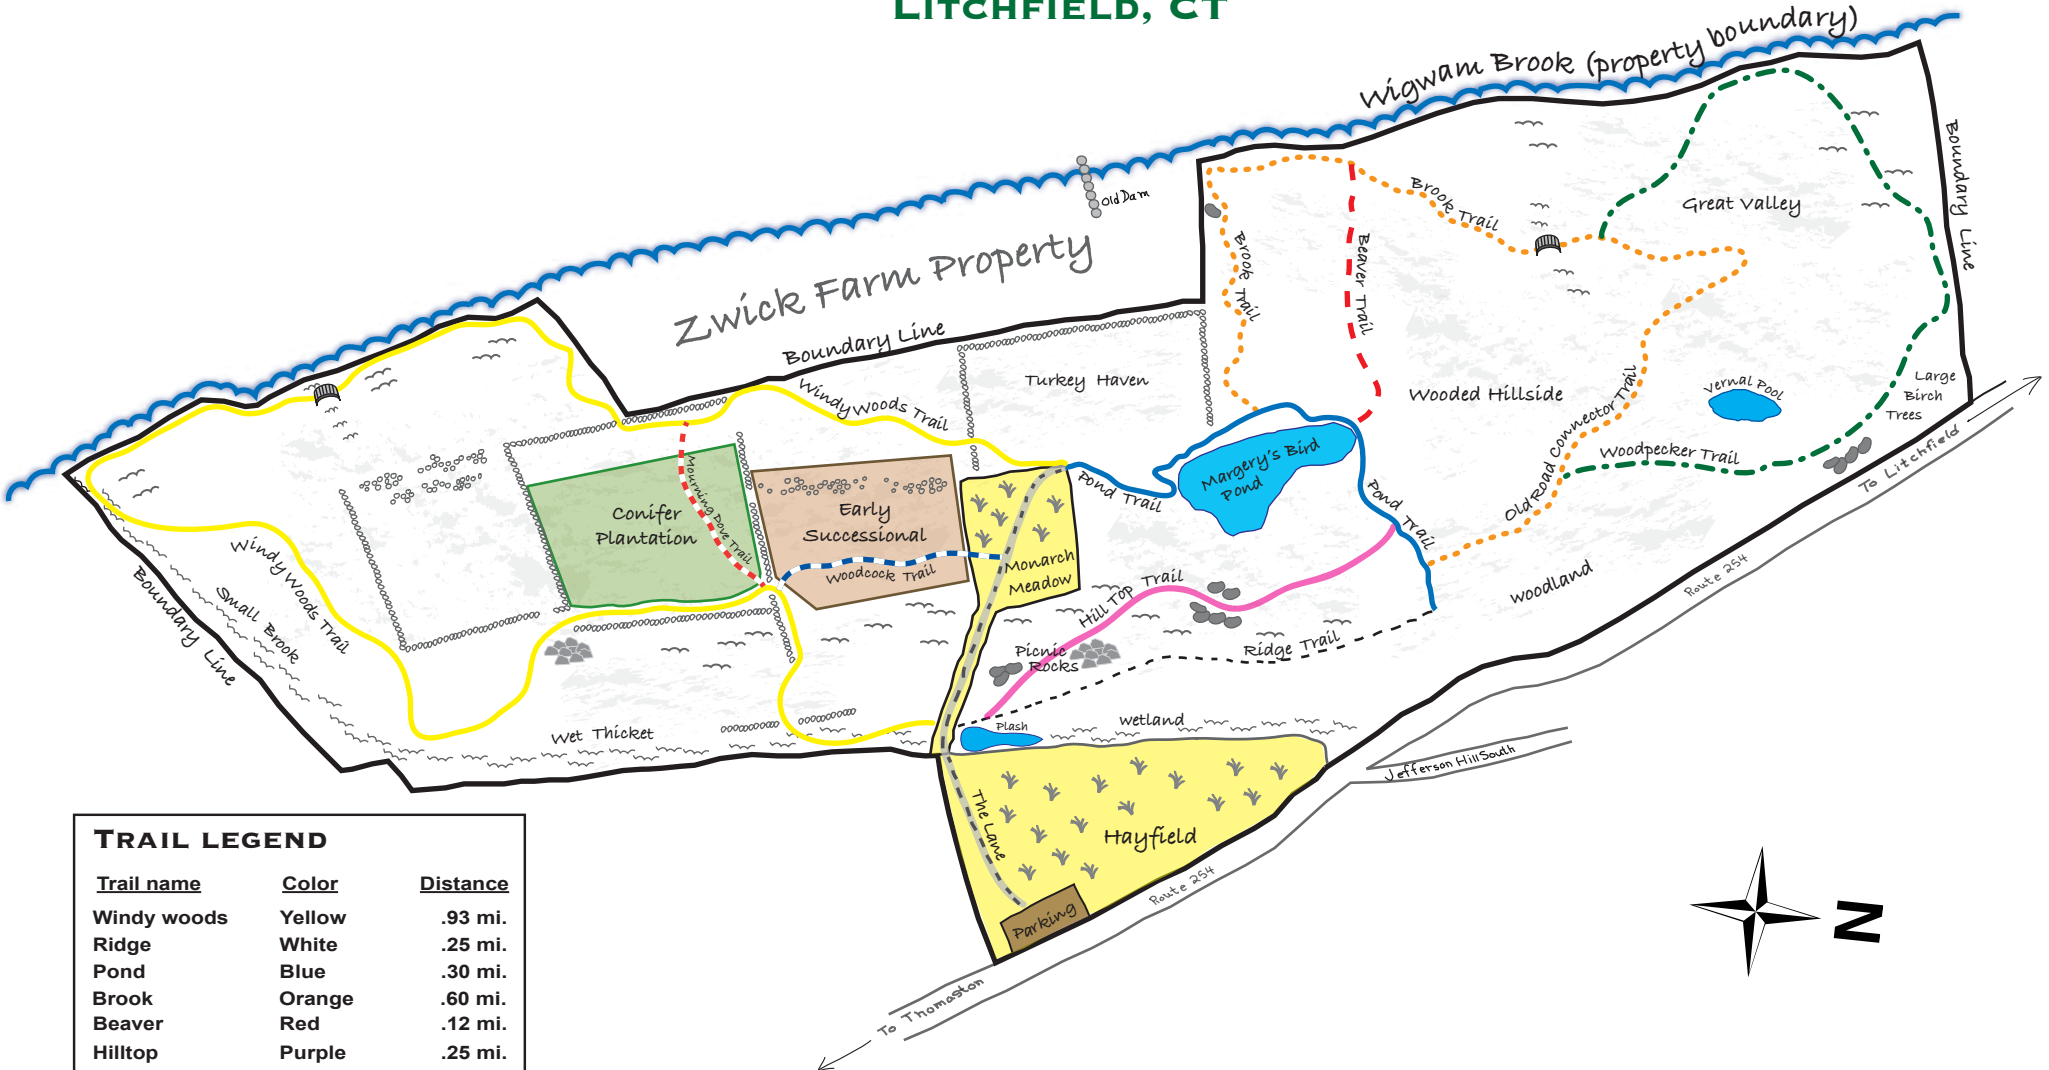 LITCHFIELD, CT
Wigwam Brook (property boundary)
Old Dam
Zwick Farm Property
Boundary Line
Brook Trail
Brook Trail
Beaver Trail
Great Valley
Boundary Line
Turkey Haven
Windy Woods Trail
Wooded Hillside
Vernal Pool
Large
Birch
Trees
Old Road Connector Trail
Woodpecker Trail
To Litchfield
Margery's Bird
Pond
Pond Trail
Pond Trail
Conifer
Plantation
Mourning Dove Trail
Early
Successional
Woodcock Trail
Monarch
Meadow
Hill Top Trail
Woodland
Route 254
Windy Woods Trail
Small Brook
Boundary Line
Picnic
Rocks
Ridge Trail
Wet Thicket
Plash
Wetland
Jefferson Hill South
The Lane
Hayfield
Parking
Route 254
To Thomaston
N
TRAIL LEGEND
Trail name Color Distance
Windy woods Yellow .93 mi.
Ridge White .25 mi.
Pond Blue .30 mi.
Brook Orange .60 mi.
Beaver Red .12 mi.
Hilltop Purple .25 mi.